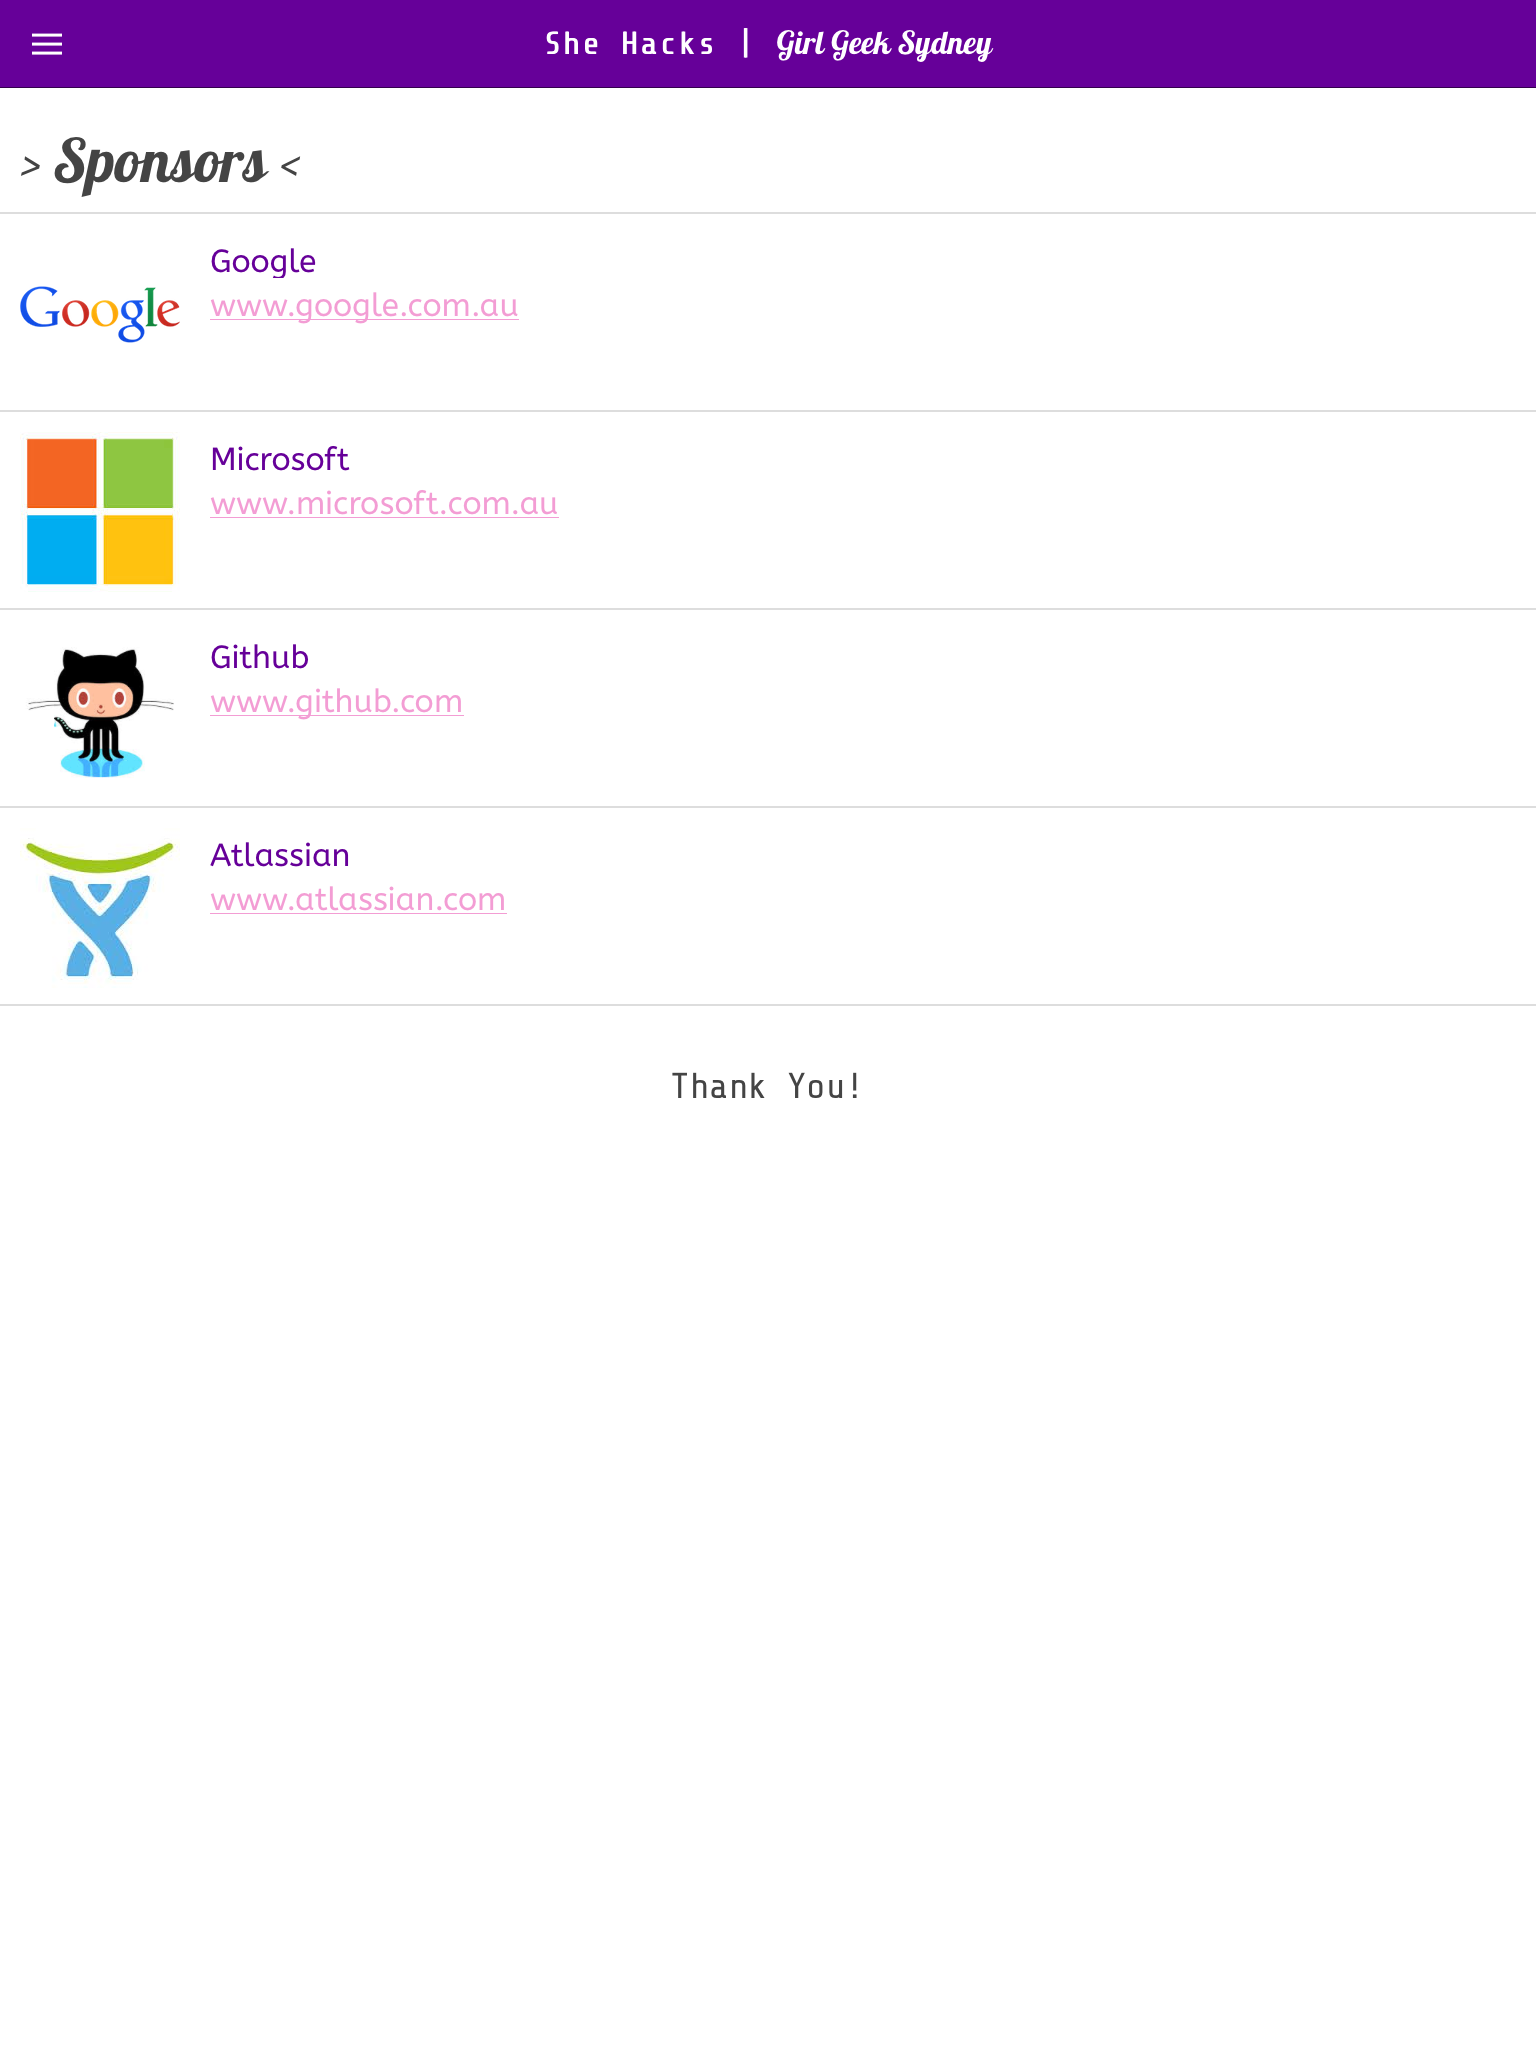 She Hacks | Girl Geek Sydney
> Sponsors <
Google
Google
www.google.com.au
Microsoft
www.microsoft.com.au
Github
www.github.com
Atlassian
www.atlassian.com
Thank You!